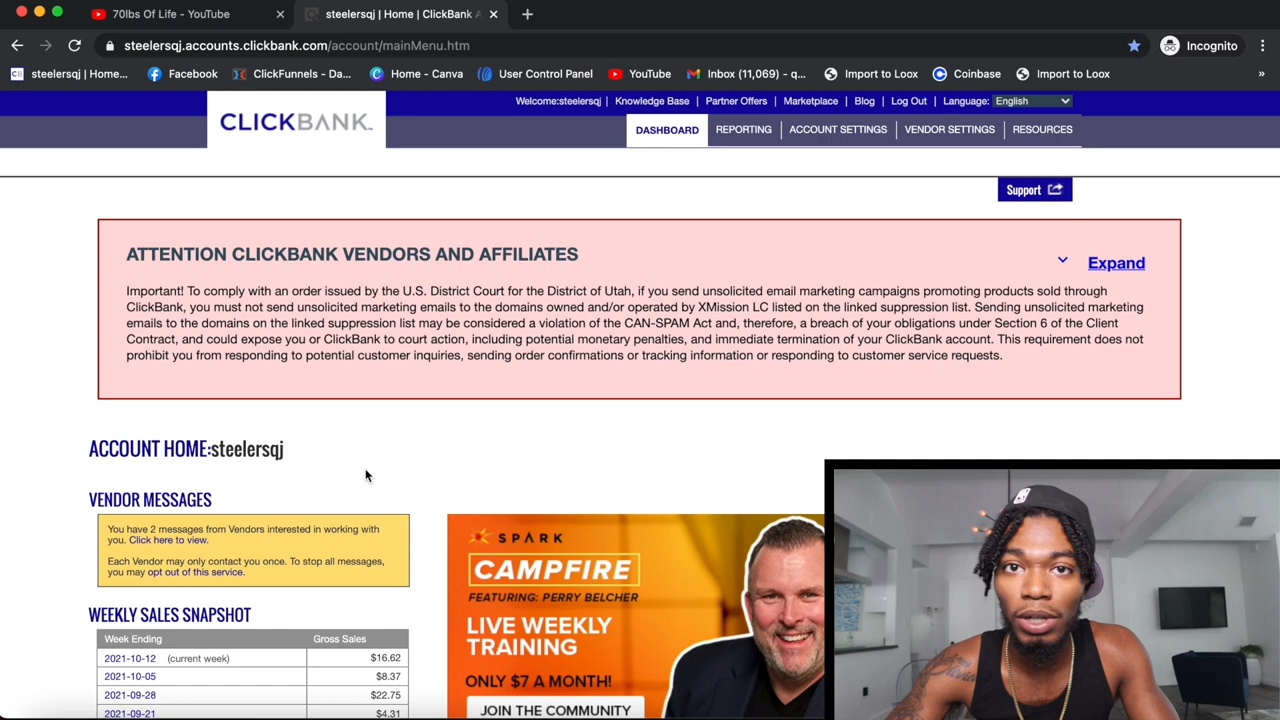 70lbs Of Life - YouTube
steelersqj | Home | ClickBank A
steelersqj.accounts.clickbank.com/account/mainMenu.htm
Incognito
steelersqj | Home...
Facebook
ClickFunnels - Da...
Home - Canva
User Control Panel
YouTube
Inbox (11,069) - q...
Import to Loox
Coinbase
Import to Loox
»
Welcome:steelersqj | Knowledge Base | Partner Offers | Marketplace | Blog | Log Out | Language: English
CLICKBANK
DASHBOARD | REPORTING | ACCOUNT SETTINGS | VENDOR SETTINGS | RESOURCES
Support
ATTENTION CLICKBANK VENDORS AND AFFILIATES
Expand
Important! To comply with an order issued by the U.S. District Court for the District of Utah, if you send unsolicited email marketing campaigns promoting products sold through
ClickBank, you must not send unsolicited marketing emails to the domains owned and/or operated by XMission LC listed on the linked suppression list. Sending unsolicited marketing
emails to the domains on the linked suppression list may be considered a violation of the CAN-SPAM Act and, therefore, a breach of your obligations under Section 6 of the Client
Contract, and could expose you or ClickBank to court action, including potential monetary penalties, and immediate termination of your ClickBank account. This requirement does not
prohibit you from responding to potential customer inquiries, sending order confirmations or tracking information or responding to customer service requests.
ACCOUNT HOME:steelersqj
VENDOR MESSAGES
You have 2 messages from Vendors interested in working with
you. Click here to view.
Each Vendor may only contact you once. To stop all messages,
you may opt out of this service.
WEEKLY SALES SNAPSHOT
Week Ending Gross Sales
2021-10-12 (current week) $16.62
2021-10-05 $8.37
2021-09-28 $22.75
2021-09-21 $4.31
SPARK
CAMPFIRE
FEATURING: PERRY BELCHER
LIVE WEEKLY
TRAINING
ONLY $7 A MONTH!
JOIN THE COMMUNITY